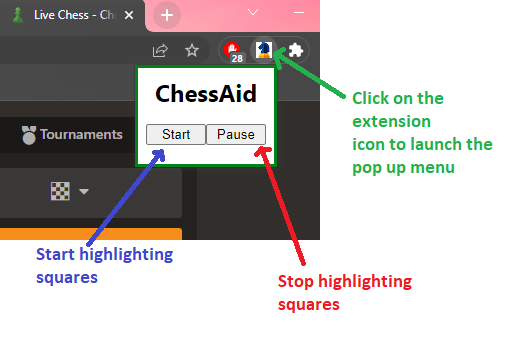 Live Chess - Ch
28
ChessAid
Start
Pause
Tournaments
Click on the
extension
icon to launch the
pop up menu
Start highlighting
squares
Stop highlighting
squares